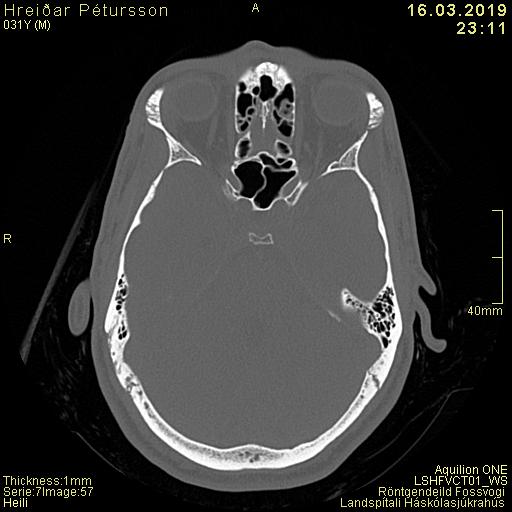 Hreiðar Pétursson
031Y (M)
A
16.03.2019
23:11
R
40mm
Thickness:1mm
Serie:7Image:57
Heili
Aquilion ONE
LSHFVCT01_WS
Röntgendeild Fossvogi
Landspítali Háskólasjúkrahús